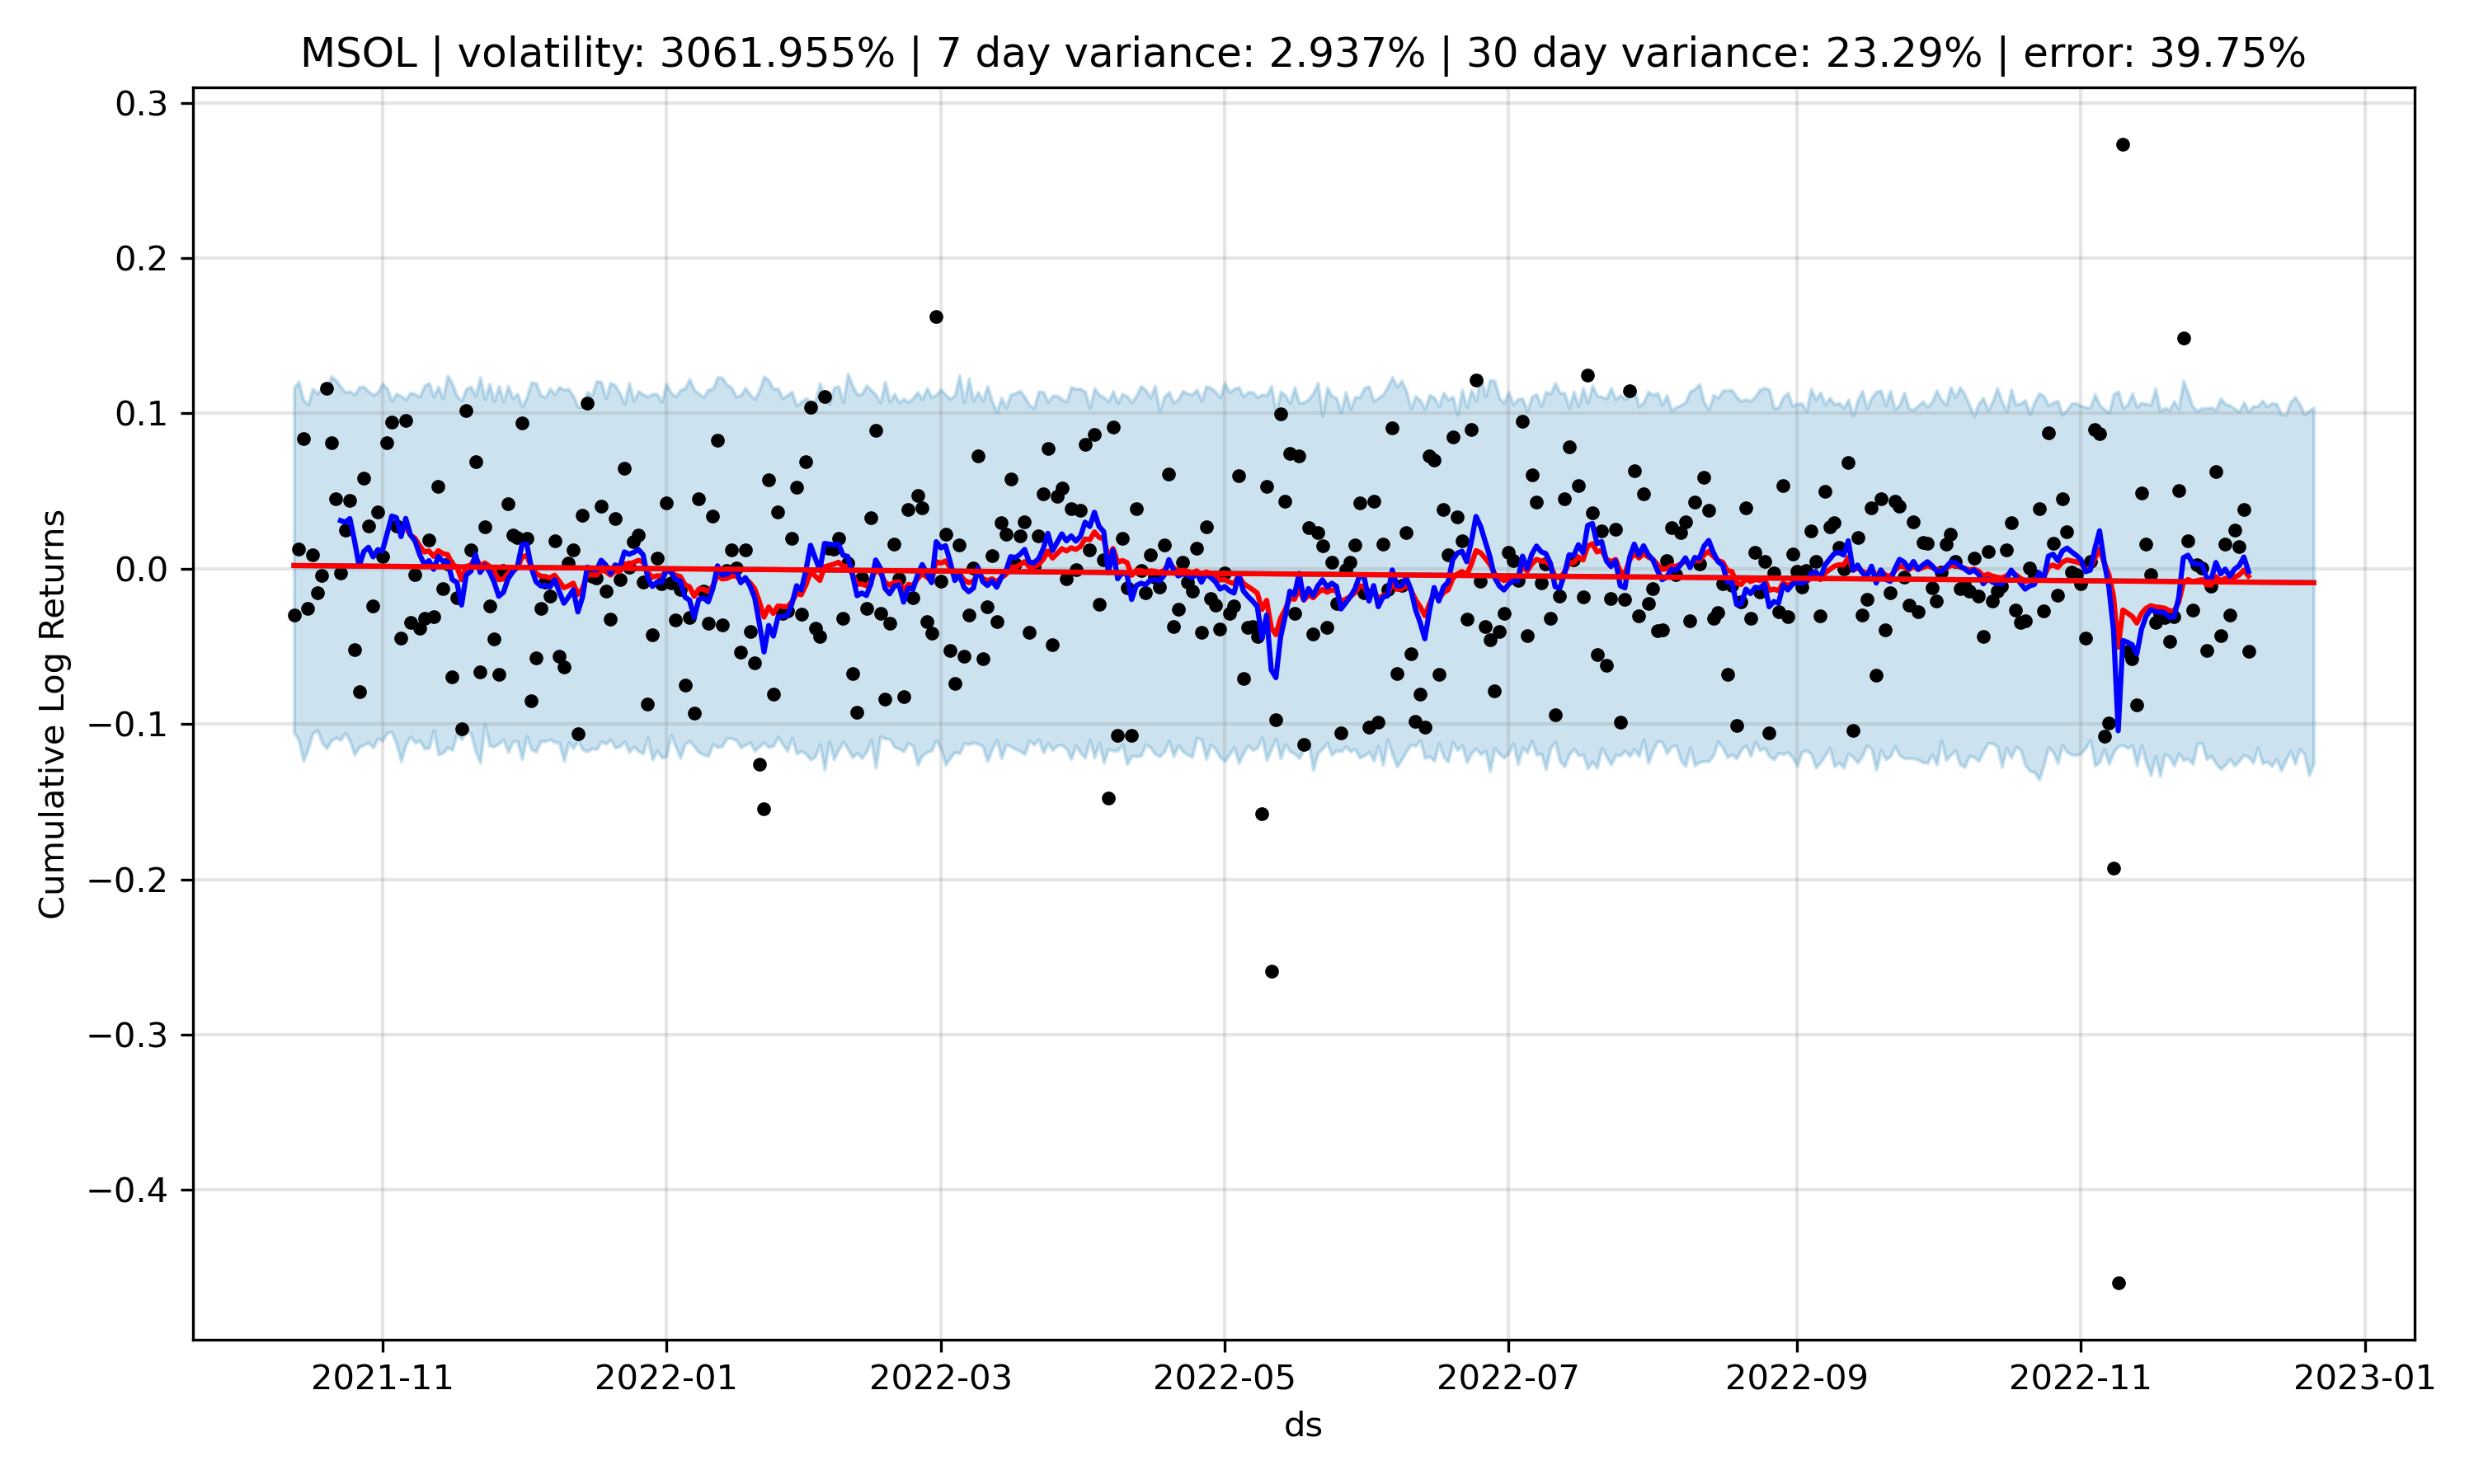 MSOL | volatility: 3061.955% | 7 day variance: 2.937% | 30 day variance: 23.29% | error: 39.75%
0.3
0.2
0.1
0.0
−0.1
−0.2
−0.3
−0.4
Cumulative Log Returns
2021-11 2022-01 2022-03 2022-05 2022-07 2022-09 2022-11 2023-01
ds